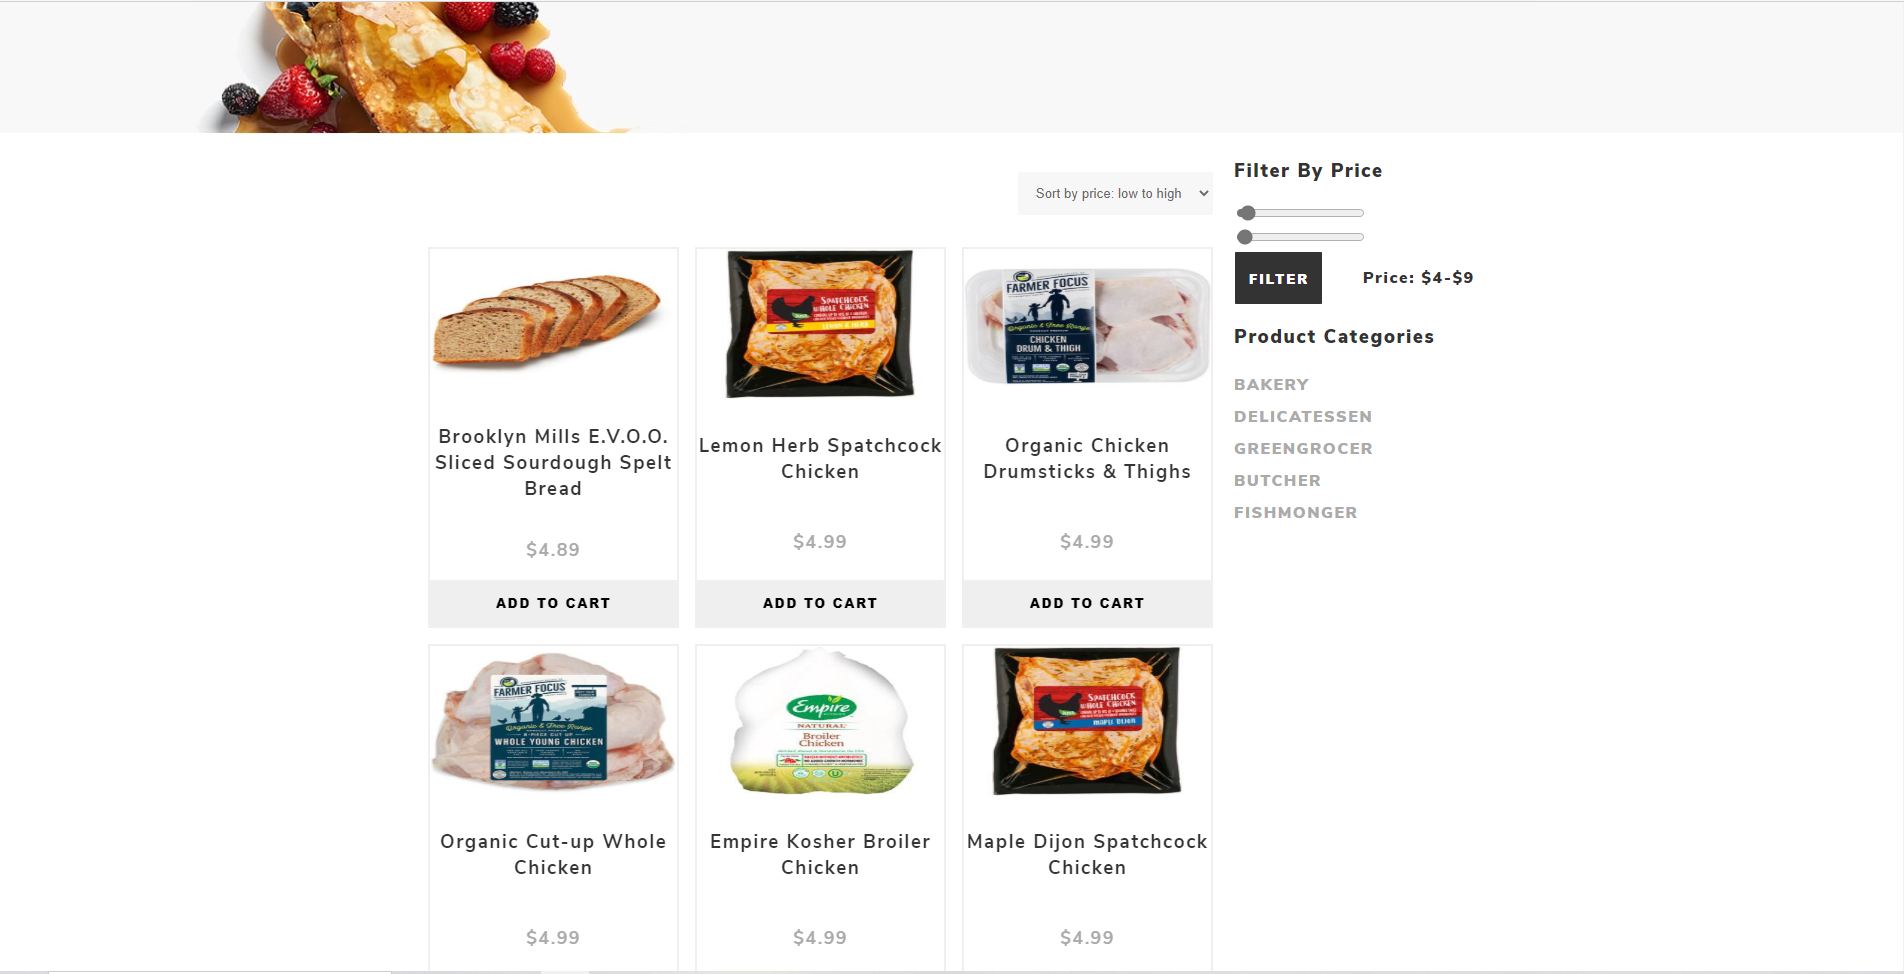 Sort by price: low to high
Filter By Price
FILTER
Price: $4-$9
Product Categories
BAKERY
DELICATESSEN
GREENGROCER
BUTCHER
FISHMONGER
Brooklyn Mills E.V.O.O.
Sliced Sourdough Spelt
Bread
$4.89
ADD TO CART
SPATCHCOCK
WHOLE CHICKEN
LEMON & HERB
Lemon Herb Spatchcock
Chicken
$4.99
ADD TO CART
FARMER FOCUS
Organic & Free Range
CHICKEN
DRUM & THIGH
Organic Chicken
Drumsticks & Thighs
$4.99
ADD TO CART
FARMER FOCUS
Organic & Free Range
8-PIECE CUT UP
WHOLE YOUNG CHICKEN
Organic Cut-up Whole
Chicken
$4.99
Empire
NATURAL
Broiler
Chicken
Empire Kosher Broiler
Chicken
$4.99
SPATCHCOCK
WHOLE CHICKEN
MAPLE DIJON
Maple Dijon Spatchcock
Chicken
$4.99